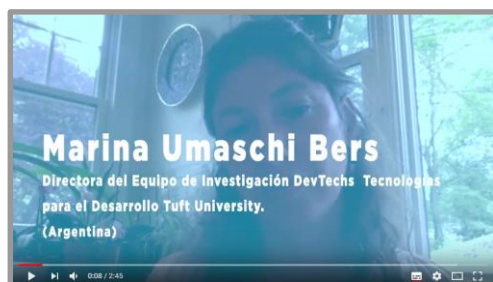 Marina Umaschi Bers
Directora del Equipo de Investigación DevTechs Tecnologías
para el Desarrollo Tuft University.
(Argentina)
0:08 / 2:45